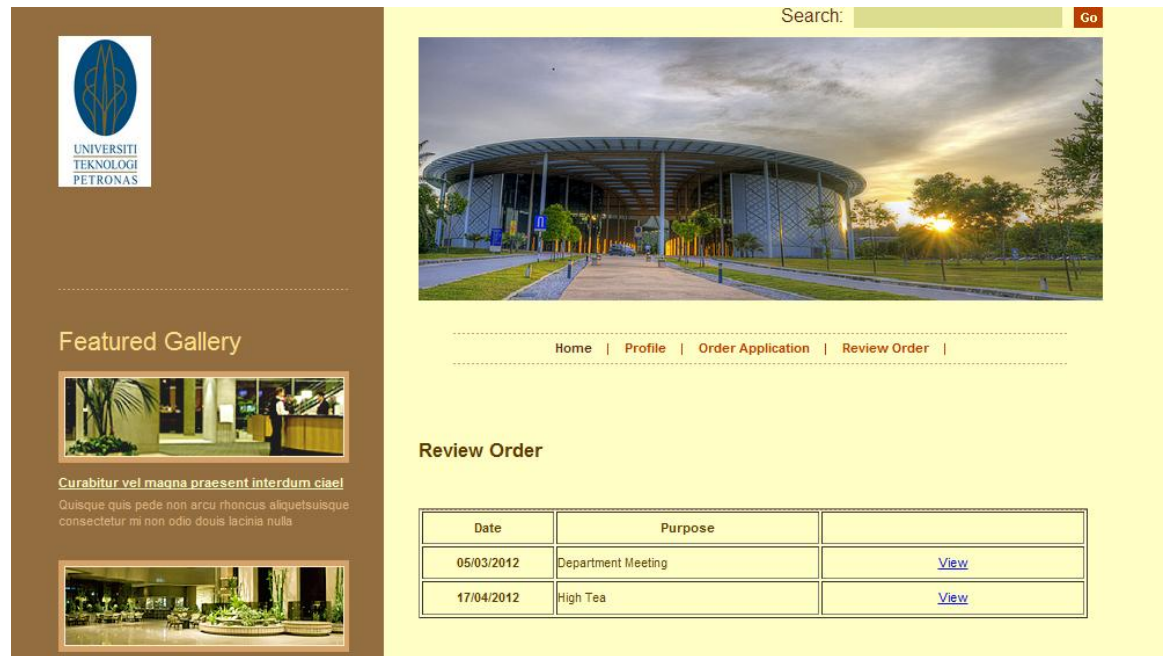 Search: Go
UNIVERSITI
TEKNOLOGI
PETRONAS
Featured Gallery
Curabitur vel magna praesent interdum ciael
Quisque quis pede non arcu rhoncus aliquetsuisque
consectetur mi non odio douis lacinia nulla
Home | Profile | Order Application | Review Order |
Review Order
Date Purpose
05/03/2012 Department Meeting View
17/04/2012 High Tea View